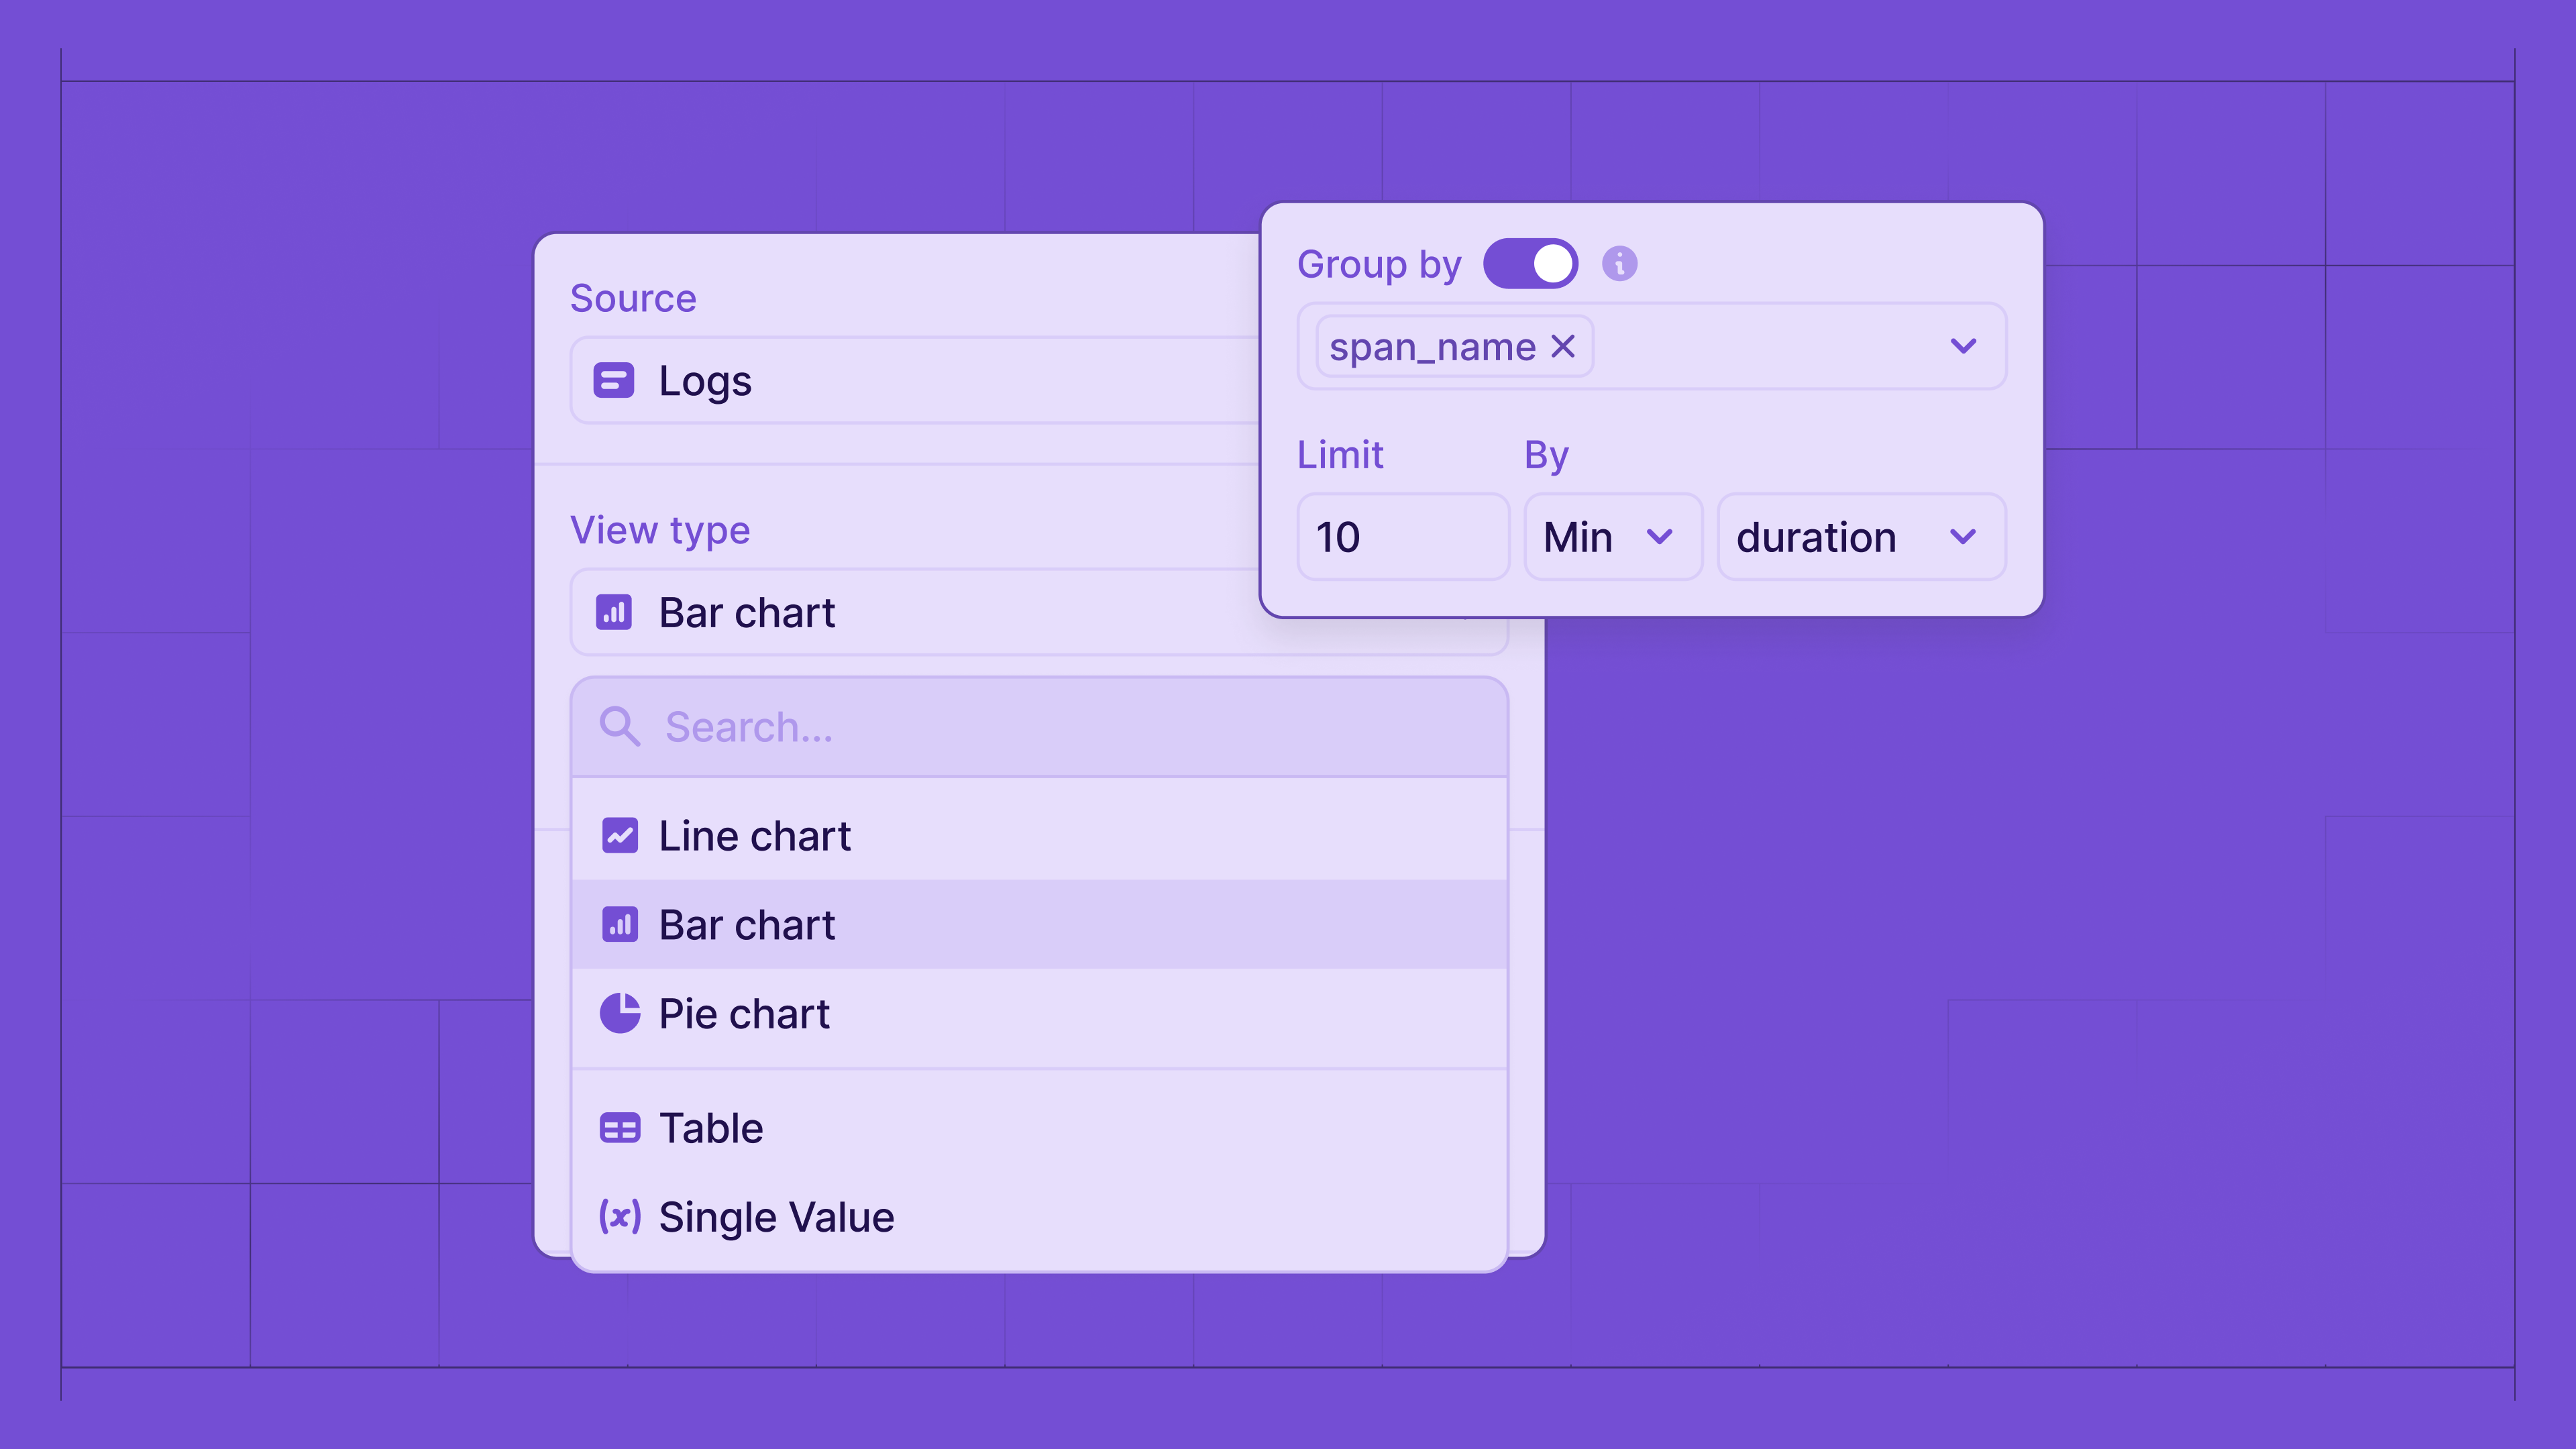 Source
Logs
View type
Bar chart
Search...
Line chart
Bar chart
Pie chart
Table
(x) Single Value
Group by
span_name
Limit By
10 Min duration